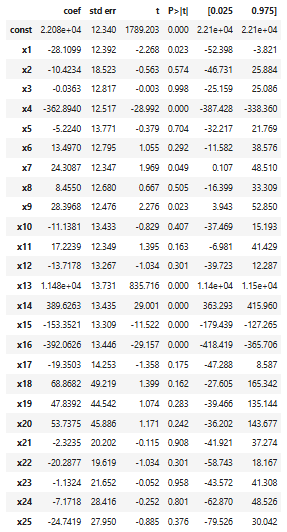 coef std err t P>|t| [0.025 0.975]
const 2.208e+04 12.340 1789.203 0.000 2.21e+04 2.21e+04
x1 -28.1099 12.392 -2.268 0.023 -52.398 -3.821
x2 -10.4234 18.523 -0.563 0.574 -46.731 25.884
x3 -0.0363 12.817 -0.003 0.998 -25.159 25.086
x4 -362.8940 12.517 -28.992 0.000 -387.428 -338.360
x5 -5.2240 13.771 -0.379 0.704 -32.217 21.769
x6 13.4970 12.795 1.055 0.292 -11.582 38.576
x7 24.3087 12.347 1.969 0.049 0.107 48.510
x8 8.4550 12.680 0.667 0.505 -16.399 33.309
x9 28.3968 12.476 2.276 0.023 3.943 52.850
x10 -11.1381 13.433 -0.829 0.407 -37.469 15.193
x11 17.2239 12.349 1.395 0.163 -6.981 41.429
x12 -13.7178 13.267 -1.034 0.301 -39.723 12.287
x13 1.148e+04 13.731 835.716 0.000 1.14e+04 1.15e+04
x14 389.6263 13.435 29.001 0.000 363.293 415.960
x15 -153.3521 13.309 -11.522 0.000 -179.439 -127.265
x16 -392.0626 13.446 -29.157 0.000 -418.419 -365.706
x17 -19.3503 14.253 -1.358 0.175 -47.288 8.587
x18 68.8682 49.219 1.399 0.162 -27.605 165.342
x19 47.8392 44.542 1.074 0.283 -39.466 135.144
x20 53.7375 45.886 1.171 0.242 -36.202 143.677
x21 -2.3235 20.202 -0.115 0.908 -41.921 37.274
x22 -20.2877 19.619 -1.034 0.301 -58.743 18.167
x23 -1.1324 21.652 -0.052 0.958 -43.572 41.308
x24 -7.1718 28.416 -0.252 0.801 -62.870 48.526
x25 -24.7419 27.950 -0.885 0.376 -79.526 30.042